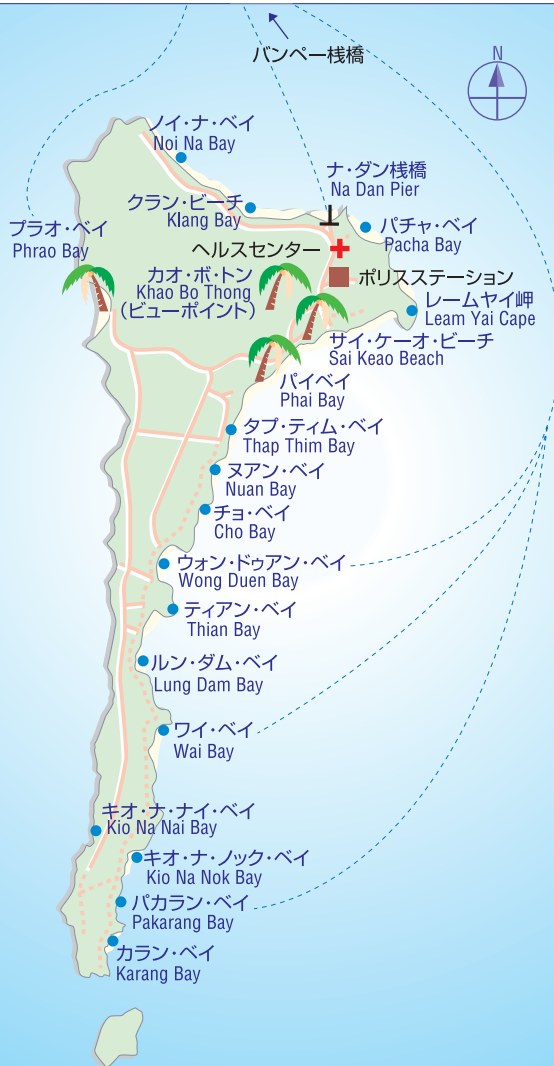 バンペー桟橋
N
ノイ・ナ・ベイ
Noi Na Bay
ナ・ダン桟橋
Na Dan Pier
クラン・ビーチ
Klang Bay
プラオ・ベイ
Phrao Bay
パチャ・ベイ
Pacha Bay
ヘルスセンター
カオ・ボ・トン
Khao Bo Thong
（ビューポイント）
ポリスステーション
レームヤイ岬
Leam Yai Cape
サイ・ケーオ・ビーチ
Sai Keao Beach
パイベイ
Phai Bay
タプ・ティム・ベイ
Thap Thim Bay
ヌアン・ベイ
Nuan Bay
チョ・ベイ
Cho Bay
ウォン・ドゥアン・ベイ
Wong Duen Bay
ティアン・ベイ
Thian Bay
ルン・ダム・ベイ
Lung Dam Bay
ワイ・ベイ
Wai Bay
キオ・ナ・ナイ・ベイ
Kio Na Nai Bay
キオ・ナ・ノック・ベイ
Kio Na Nok Bay
パカラン・ベイ
Pakarang Bay
カラン・ベイ
Karang Bay